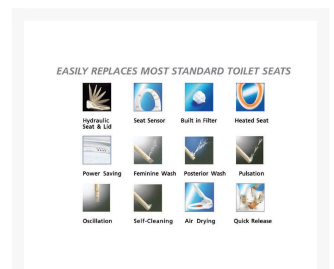 EASILY REPLACES MOST STANDARD TOILET SEATS
Hydraulic
Seat & Lid
Seat Sensor
Built in Filter
Heated Seat
Power Saving
Feminine Wash
Posterior Wash
Pulsation
Oscillation
Self-Cleaning
Air Drying
Quick Release